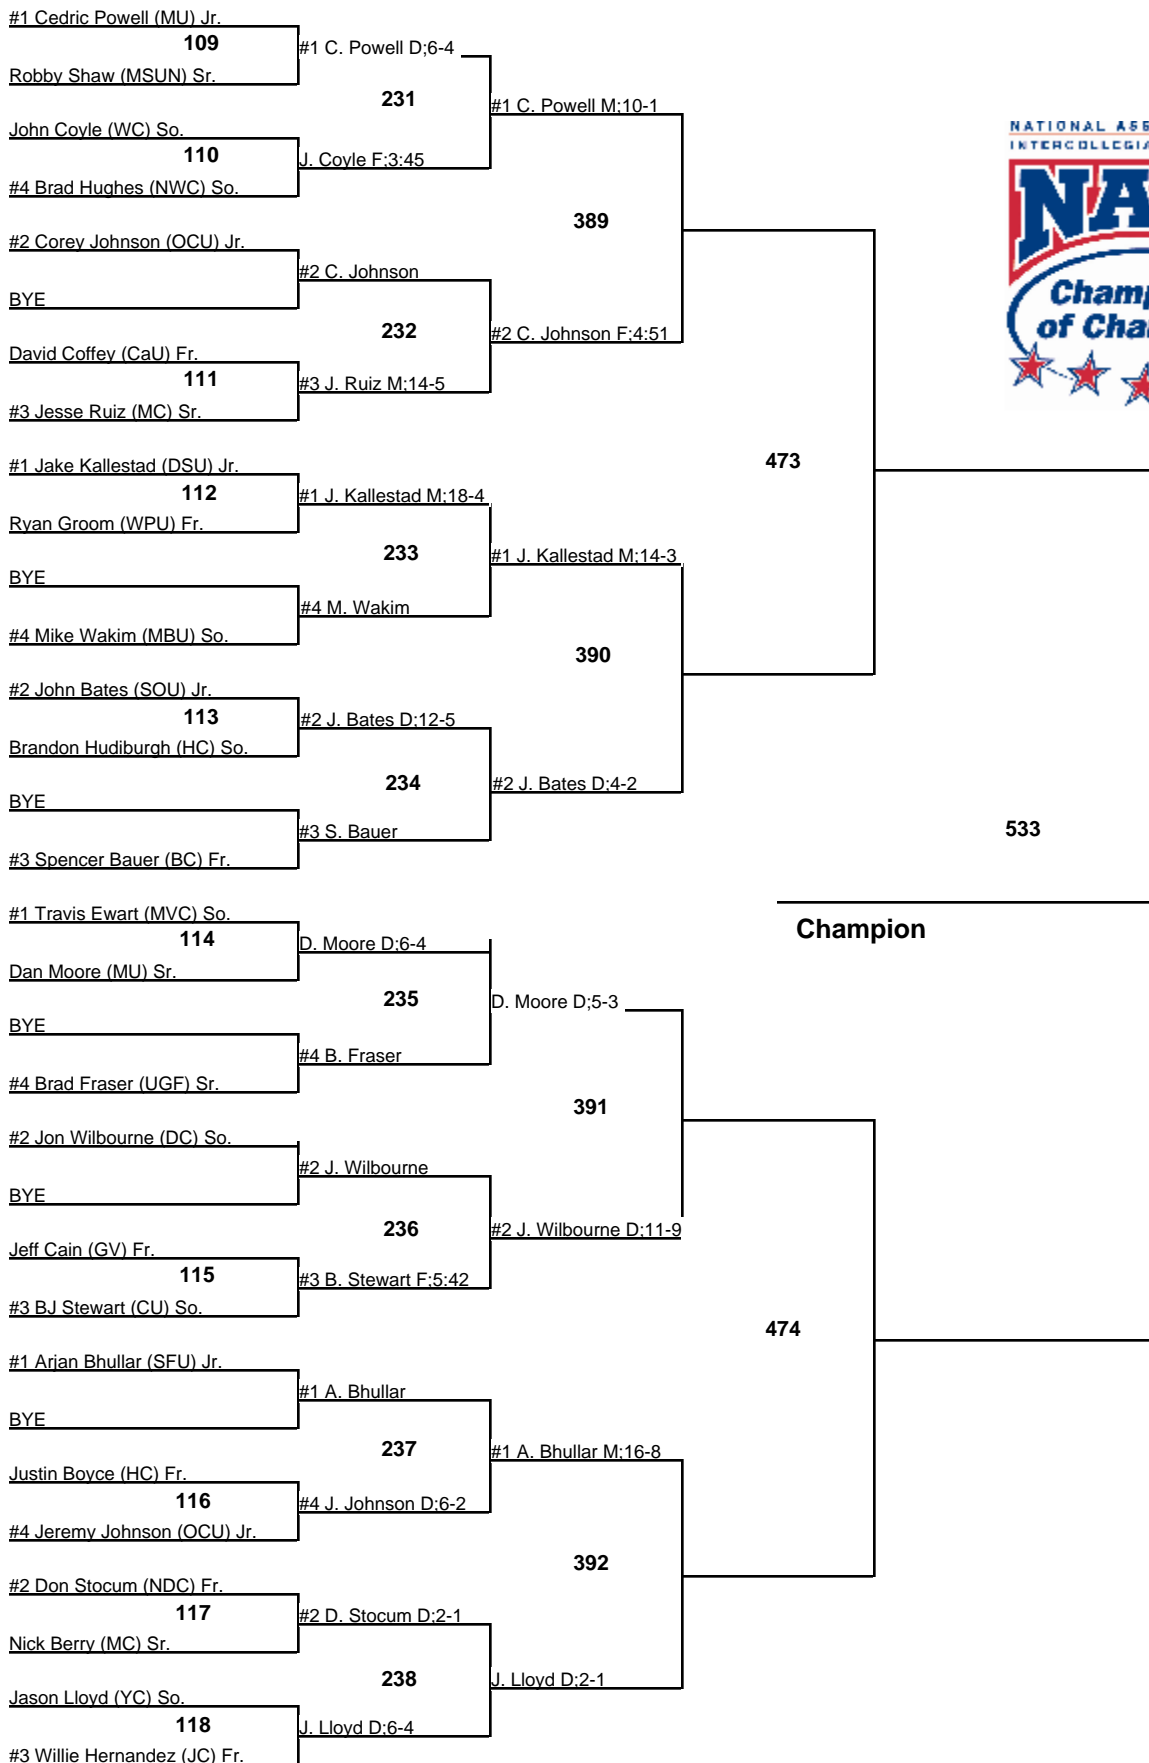 #1 Cedric Powell (MU) Jr.
109
#1 C. Powell D;6-4
Robby Shaw (MSUN) Sr.
231
#1 C. Powell M;10-1
John Coyle (WC) So.
110
J. Coyle F;3:45
#4 Brad Hughes (NWC) So.
389
#2 Corey Johnson (OCU) Jr.
#2 C. Johnson
BYE
232
#2 C. Johnson F;4:51
David Coffey (CaU) Fr.
111
#3 J. Ruiz M;14-5
#3 Jesse Ruiz (MC) Sr.
473
#1 Jake Kallestad (DSU) Jr.
112
#1 J. Kallestad M;18-4
Ryan Groom (WPU) Fr.
233
#1 J. Kallestad M;14-3
BYE
#4 M. Wakim
#4 Mike Wakim (MBU) So.
390
#2 John Bates (SOU) Jr.
113
#2 J. Bates D;12-5
Brandon Hudiburgh (HC) So.
234
#2 J. Bates D;4-2
BYE
#3 S. Bauer
#3 Spencer Bauer (BC) Fr.
533
Champion
#1 Travis Ewart (MVC) So.
114
D. Moore D;6-4
Dan Moore (MU) Sr.
235
D. Moore D;5-3
BYE
#4 B. Fraser
#4 Brad Fraser (UGF) Sr.
391
#2 Jon Wilbourne (DC) So.
#2 J. Wilbourne
BYE
236
#2 J. Wilbourne D;11-9
Jeff Cain (GV) Fr.
115
#3 B. Stewart F;5:42
#3 BJ Stewart (CU) So.
474
#1 Arjan Bhullar (SFU) Jr.
#1 A. Bhullar
BYE
237
#1 A. Bhullar M;16-8
Justin Boyce (HC) Fr.
116
#4 J. Johnson D;6-2
#4 Jeremy Johnson (OCU) Jr.
392
#2 Don Stocum (NDC) Fr.
117
#2 D. Stocum D;2-1
Nick Berry (MC) Sr.
238
J. Lloyd D;2-1
Jason Lloyd (YC) So.
118
J. Lloyd D;6-4
#3 Willie Hernandez (JC) Fr.
NATIONAL ASS
INTERCOLLEGIA
NA
Champ
of Cha